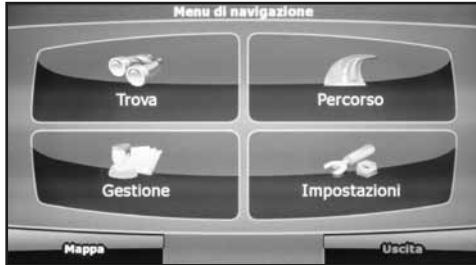 Menu di navigazione
Trova
Percorso
Gestione
Impostazioni
Mappa
Uscita